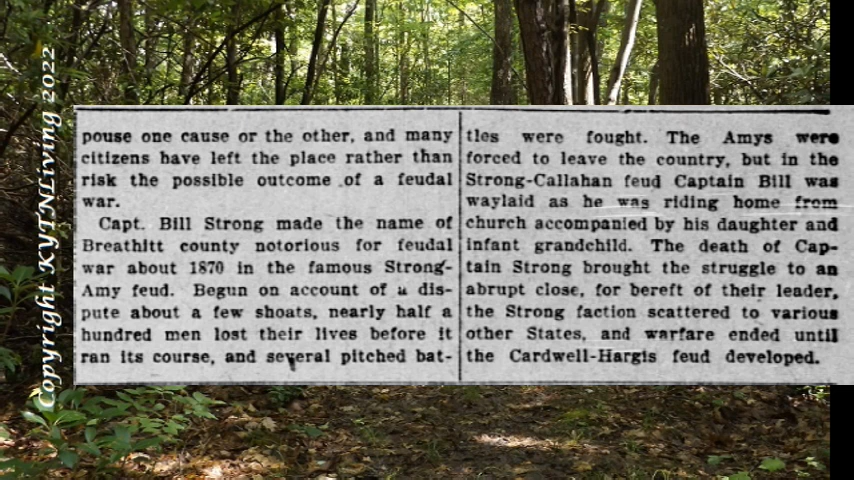 Copyright KYTNLiving 2022
pouse one cause or the other, and many
citizens have left the place rather than
risk the possible outcome of a feudal
war.
Capt. Bill Strong made the name of
Breathitt county notorious for feudal
war about 1870 in the famous Strong-
Amy feud. Begun on account of a dis-
pute about a few shoats, nearly half a
hundred men lost their lives before it
ran its course, and several pitched bat-
tles were fought. The Amys were
forced to leave the country, but in the
Strong-Callahan feud Captain Bill was
waylaid as he was riding home from
church accompanied by his daughter and
infant grandchild. The death of Cap-
tain Strong brought the struggle to an
abrupt close, for bereft of their leader,
the Strong faction scattered to various
other States, and warfare ended until
the Cardwell-Hargis feud developed.